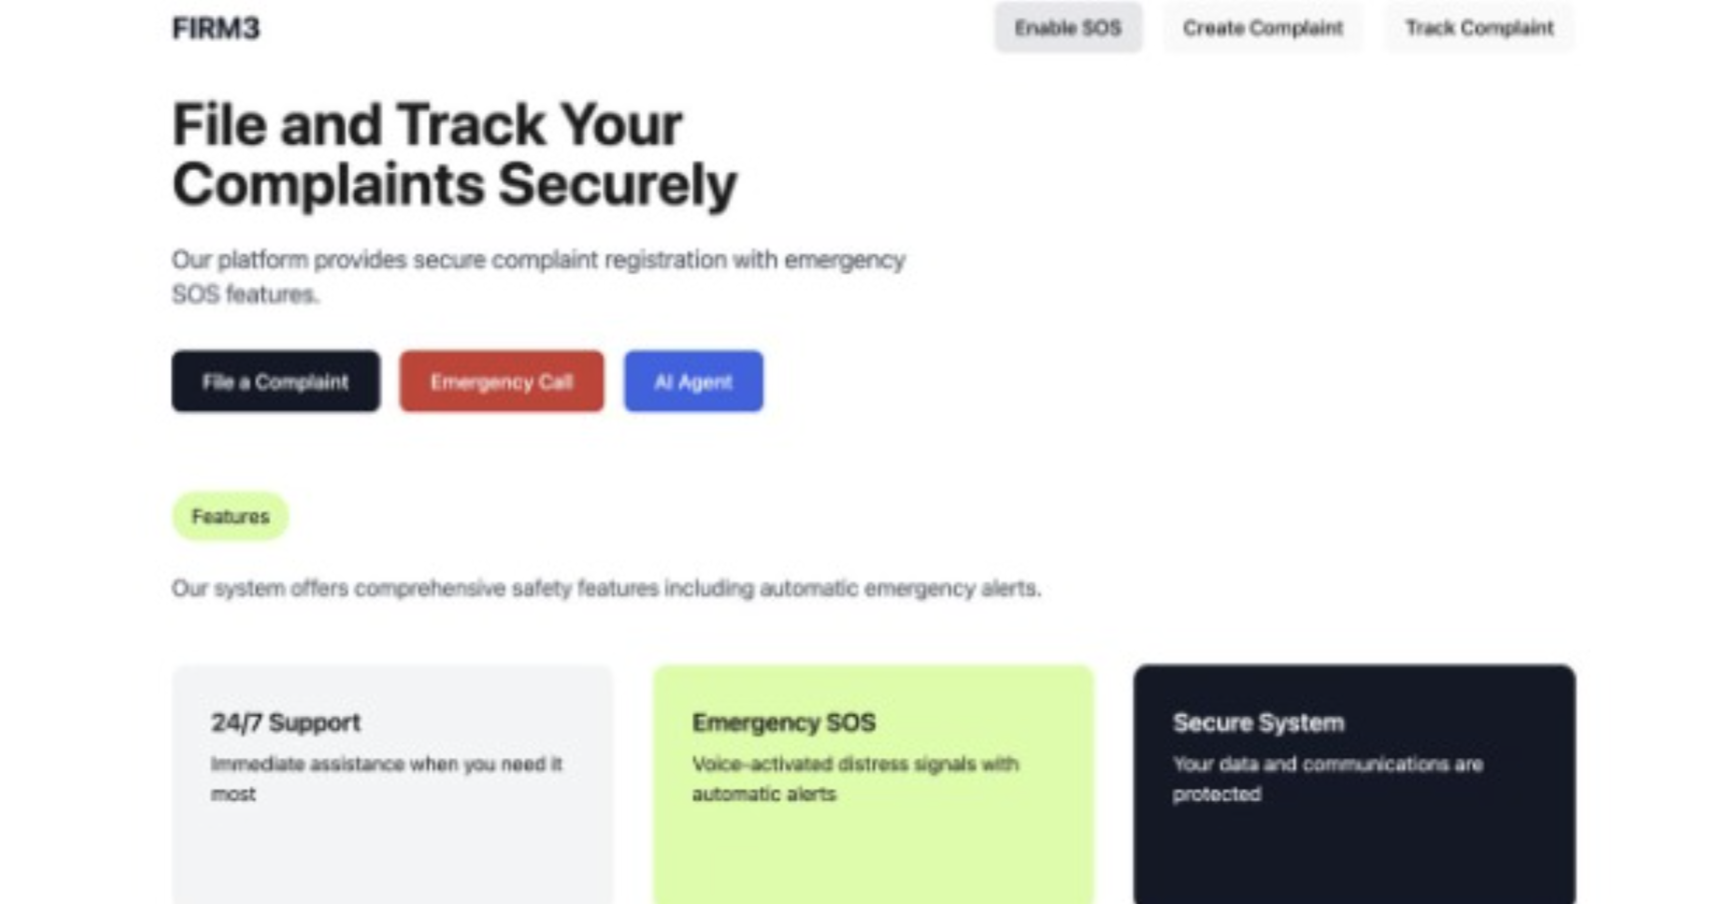 FIRM3
Enable SOS
Create Complaint
Track Complaint
File and Track Your
Complaints Securely
Our platform provides secure complaint registration with emergency
SOS features.
File a Complaint
Emergency Call
AI Agent
Features
Our system offers comprehensive safety features including automatic emergency alerts.
24/7 Support
Immediate assistance when you need it
most
Emergency SOS
Voice-activated distress signals with
automatic alerts
Secure System
Your data and communications are
protected